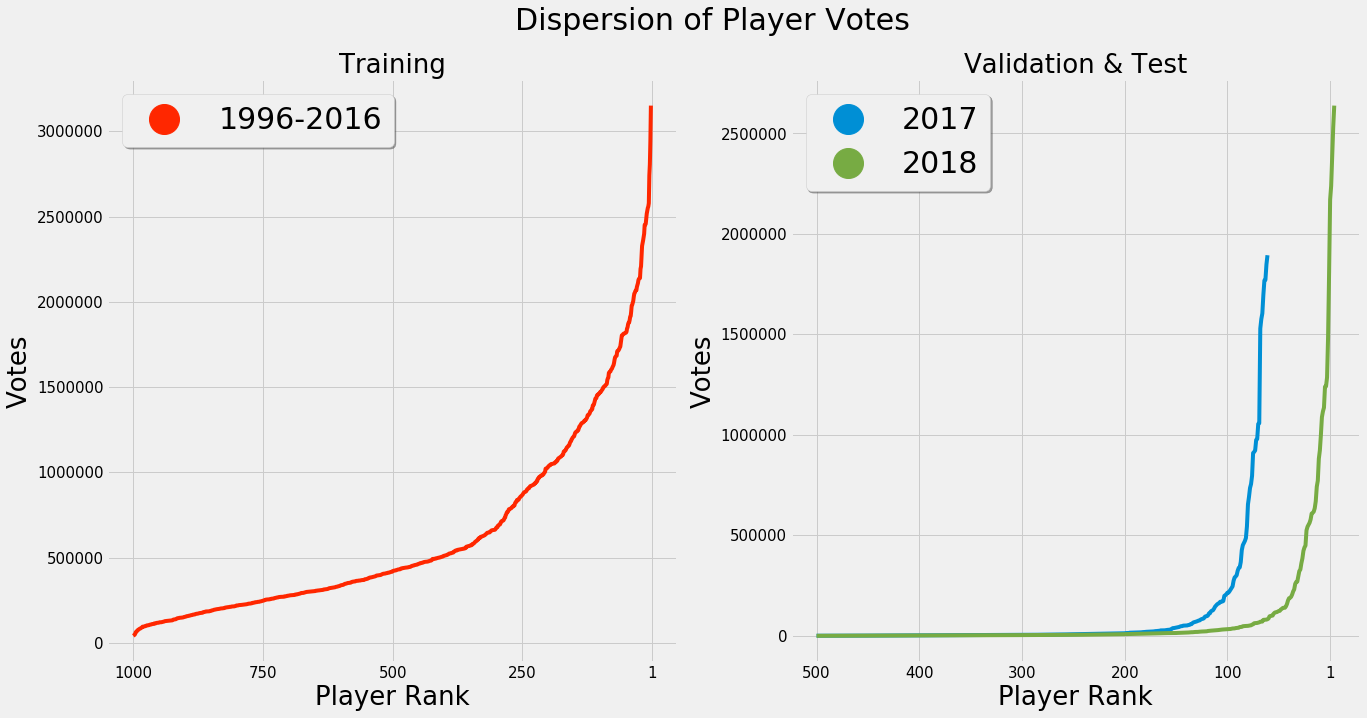 Dispersion of Player Votes
Training
1996-2016
3000000
2500000
2000000
1500000
1000000
500000
0
Votes
1000 750 500 250 1
Player Rank
Validation & Test
2017
2018
2500000
2000000
1500000
1000000
500000
0
Votes
500 400 300 200 100 1
Player Rank